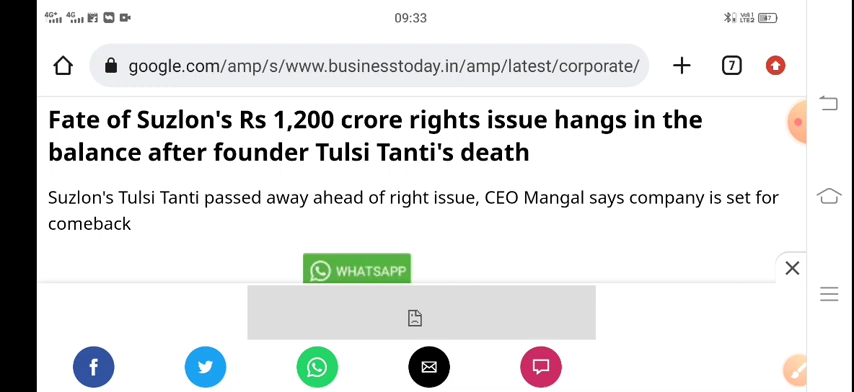 4G+ 4G 09:33
google.com/amp/s/www.businesstoday.in/amp/latest/corporate/ 7
Fate of Suzlon's Rs 1,200 crore rights issue hangs in the
balance after founder Tulsi Tanti's death
Suzlon's Tulsi Tanti passed away ahead of right issue, CEO Mangal says company is set for
comeback
WHATSAPP